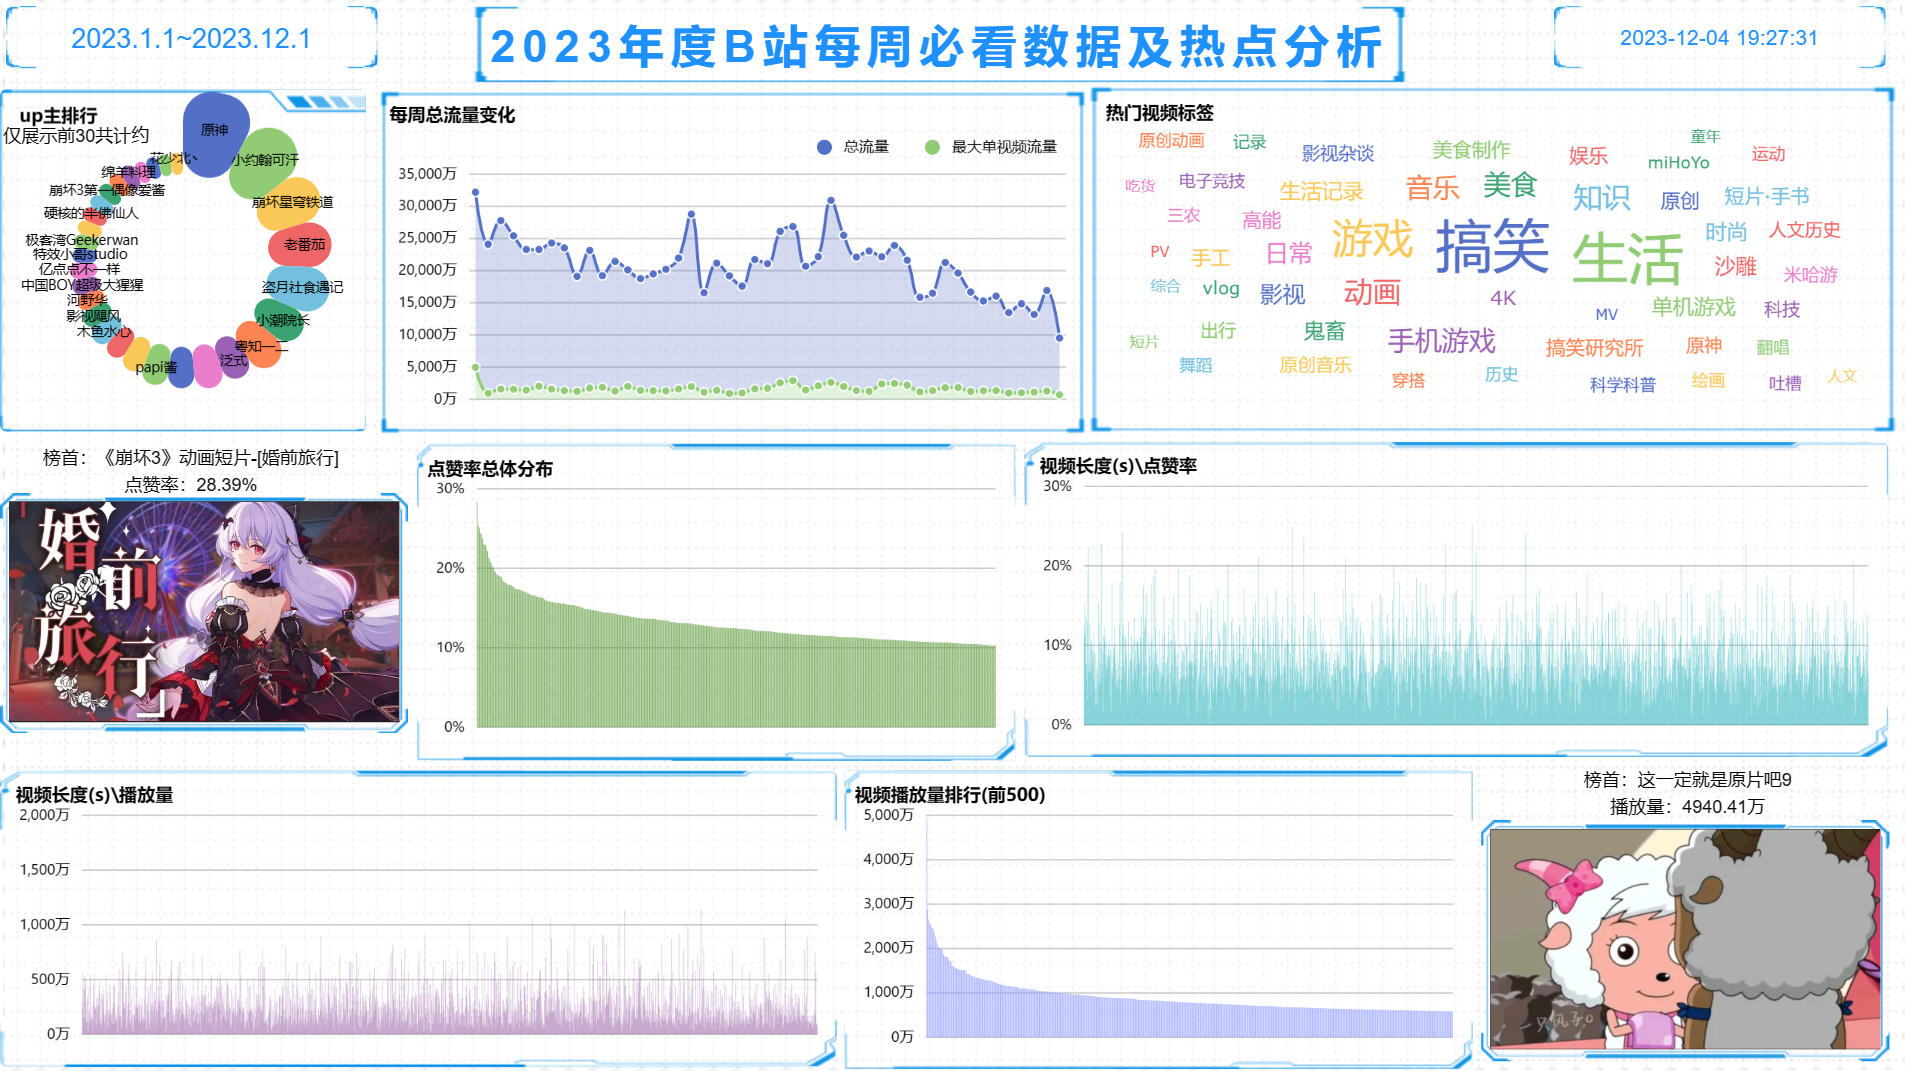 2023.1.1~2023.12.1
2023年度B站每周必看数据及热点分析
2023-12-04 19:27:31
up主排行
仅展示前30共计约
原神
小约翰可汗
崩坏星穹铁道
老番茄
盗月社食遇记
小潮院长
粤知一二
泛式
papi酱
木鱼水心
影视飓风
河野华
中国BOY超级大猩猩
亿点点不一样
特效小哥studio
极客湾Geekerwan
硬核的半佛仙人
崩坏3第一偶像爱酱
绵羊料理
花少北丶
每周总流量变化
总流量
最大单视频流量
35,000万
30,000万
25,000万
20,000万
15,000万
10,000万
5,000万
0万
热门视频标签
原创动画
记录
影视杂谈
美食制作
娱乐
童年
miHoYo
运动
吃货
电子竞技
生活记录
音乐
美食
知识
原创
短片·手书
三农
高能
游戏
搞笑
生活
时尚
人文历史
PV
手工
日常
沙雕
米哈游
综合
vlog
影视
动画
4K
MV
单机游戏
科技
短片
出行
鬼畜
手机游戏
搞笑研究所
原神
翻唱
舞蹈
原创音乐
穿搭
历史
科学科普
绘画
吐槽
人文
榜首：《崩坏3》动画短片-[婚前旅行]
点赞率：28.39%
婚
前
旅
行
点赞率总体分布
30%
20%
10%
0%
视频长度(s)\点赞率
30%
20%
10%
0%
视频长度(s)\播放量
2,000万
1,500万
1,000万
500万
0万
视频播放量排行(前500)
5,000万
4,000万
3,000万
2,000万
1,000万
0万
榜首：这一定就是原片吧9
播放量：4940.41万